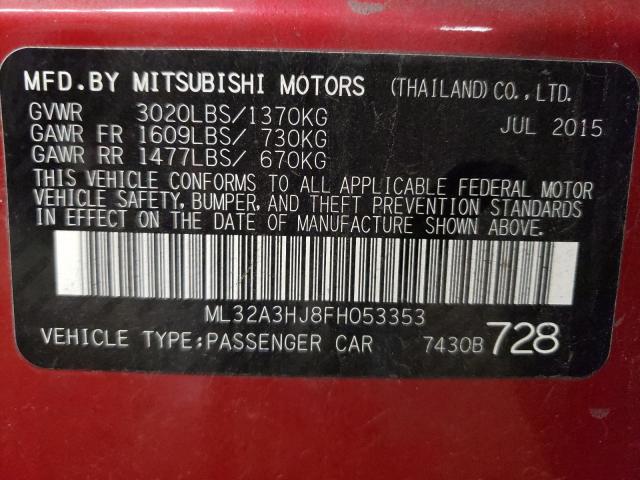 MFD.BY MITSUBISHI MOTORS (THAILAND)CO.,LTD.
GVWR 3020LBS/1370KG JUL 2015
GAWR FR 1609LBS/ 730KG
GAWR RR 1477LBS/ 670KG
THIS VEHICLE CONFORMS TO ALL APPLICABLE FEDERAL MOTOR
VEHICLE SAFETY, BUMPER, AND THEFT PREVENTION STANDARDS
IN EFFECT ON THE DATE OF MANUFACTURE SHOWN ABOVE.
ML32A3HJ8FH053353
VEHICLE TYPE;PASSENGER CAR 7430B 728